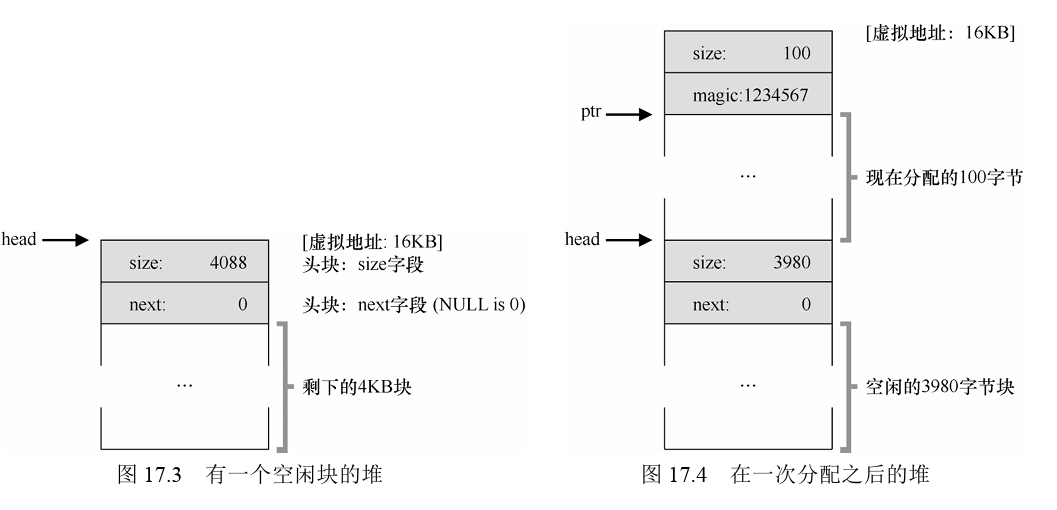 head
[虚拟地址: 16KB]
size: 4088
头块：size字段
next: 0
头块：next字段 (NULL is 0)
...
剩下的4KB块
图 17.3 有一个空闲块的堆
[虚拟地址：16KB]
size: 100
magic:1234567
ptr
...
现在分配的100字节
head
size: 3980
next: 0
...
空闲的3980字节块
图 17.4 在一次分配之后的堆